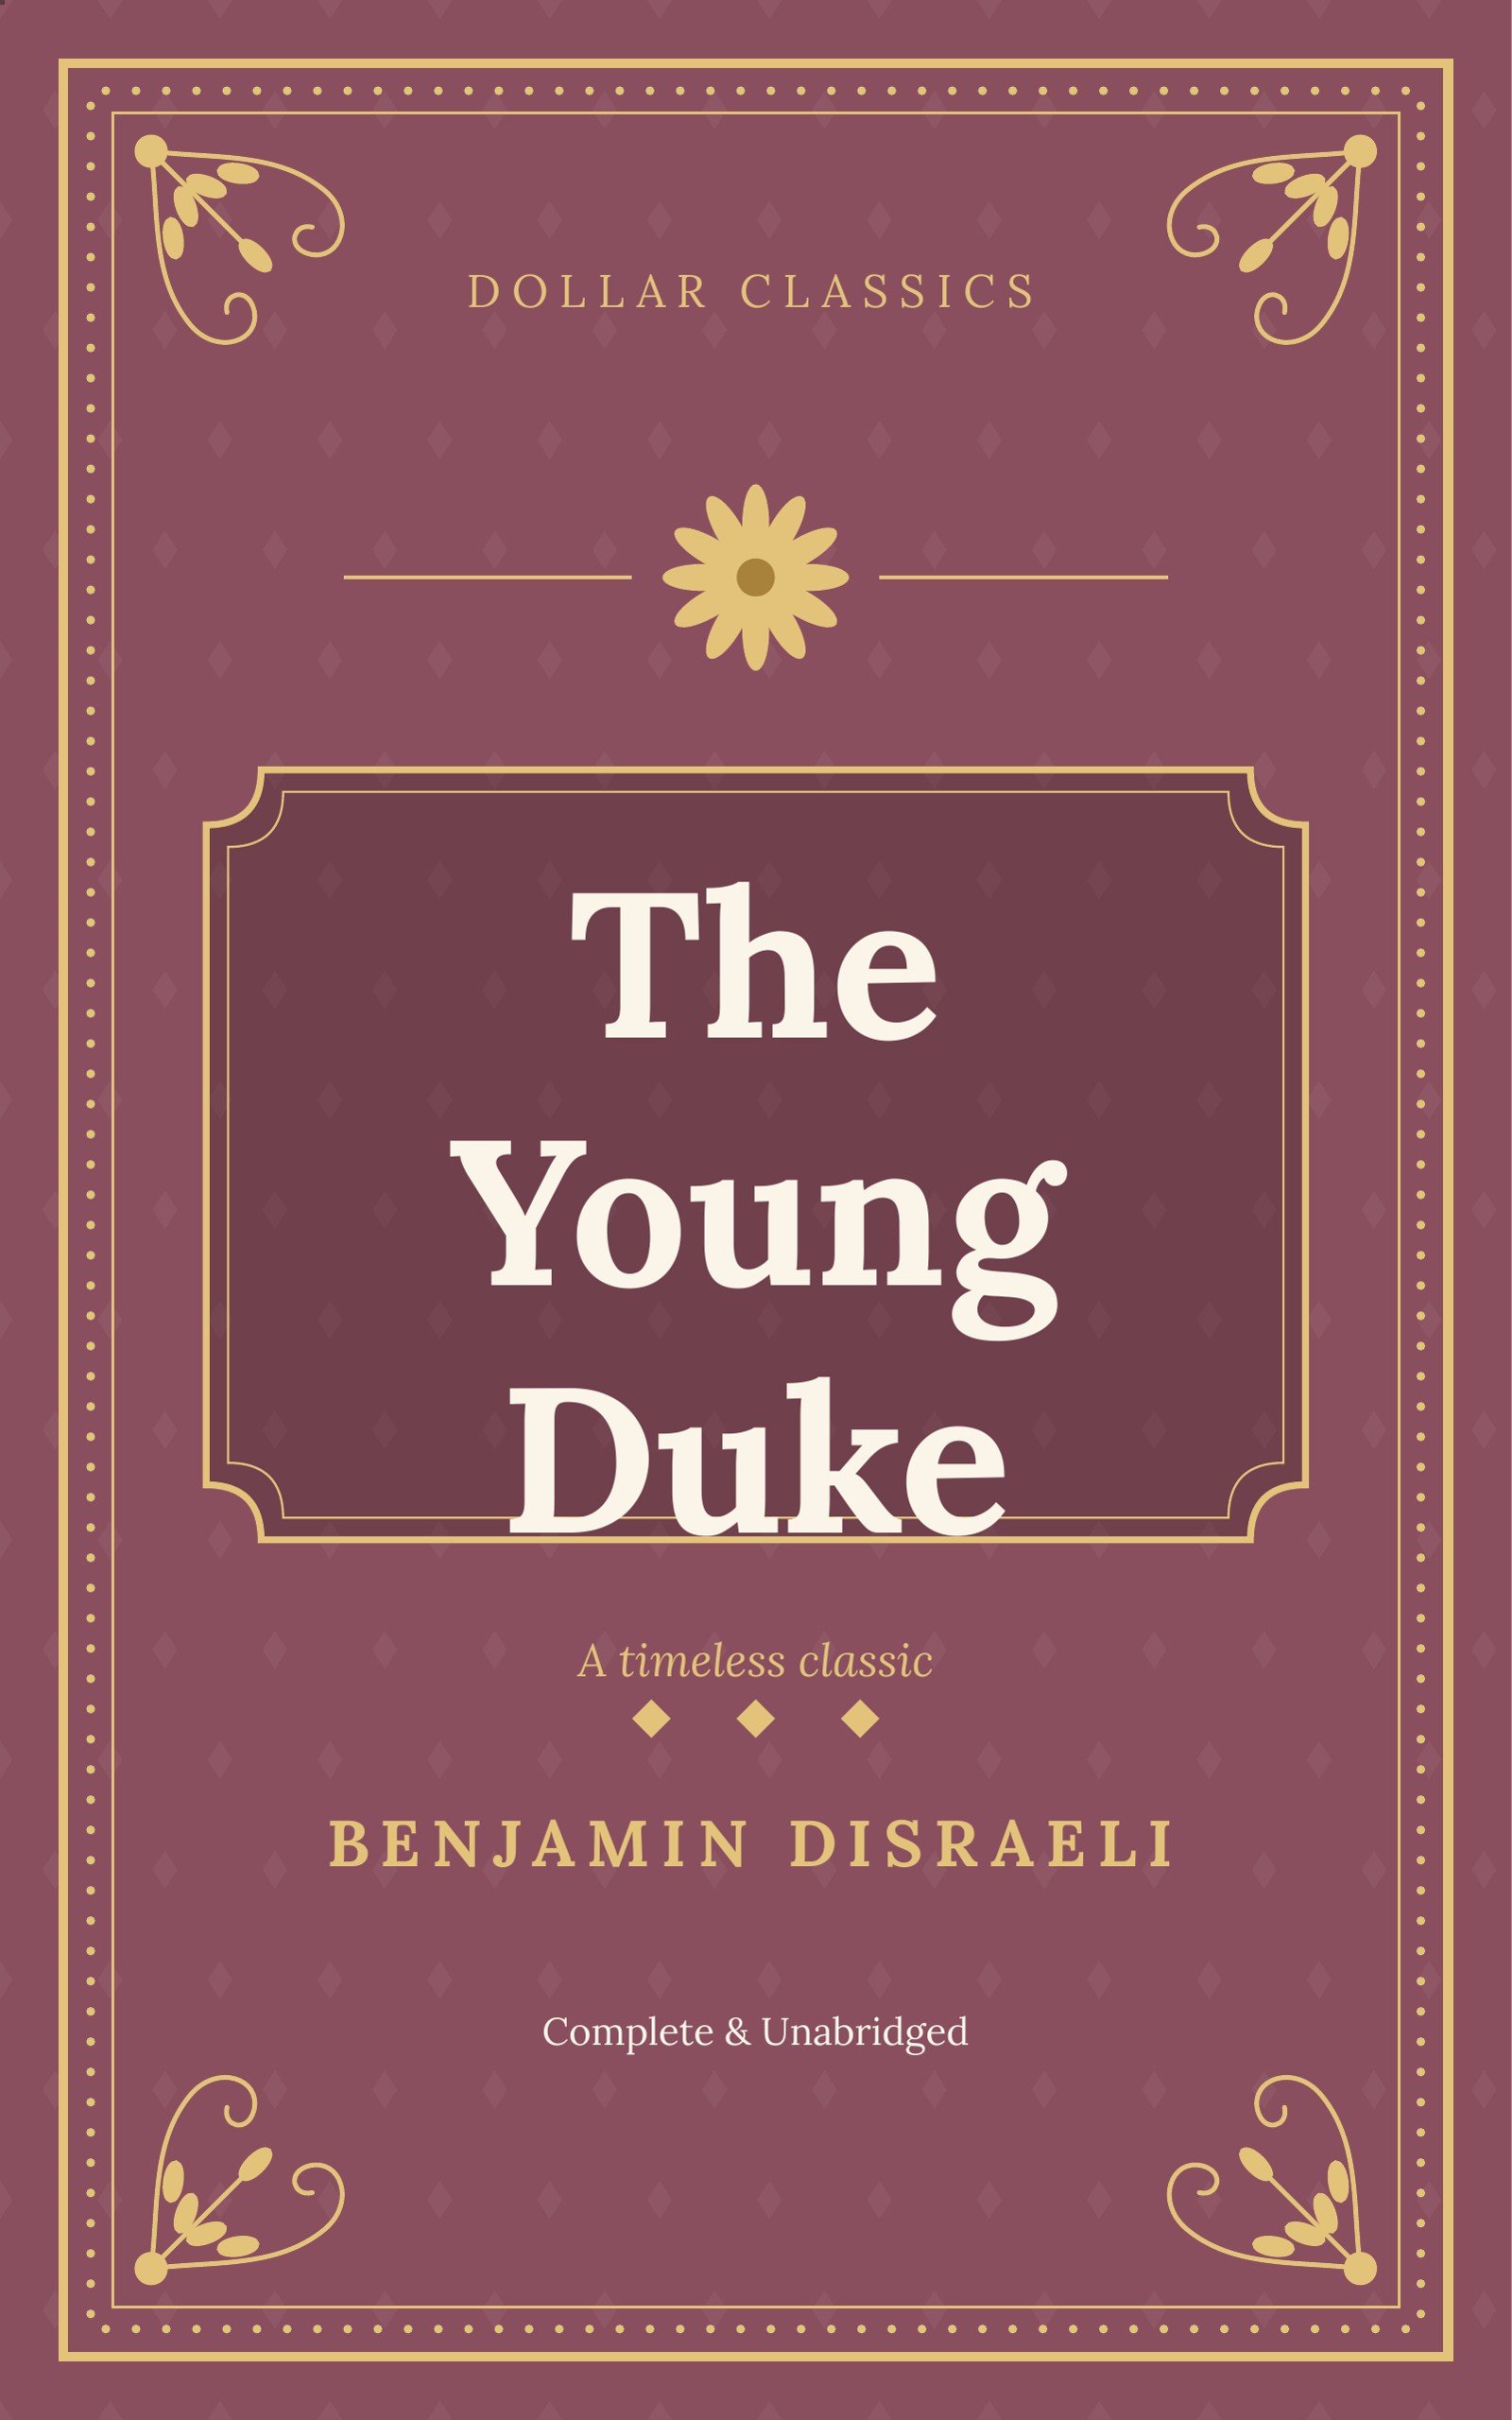 DOLLAR CLASSICS
The
Young
Duke
A timeless classic
BENJAMIN DISRAELI
Complete & Unabridged